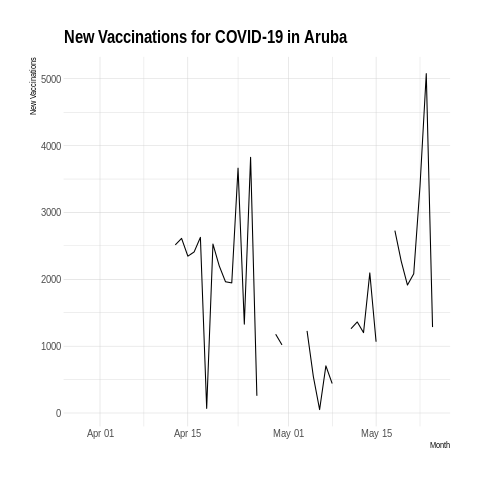 New Vaccinations for COVID-19 in Aruba
New Vaccinations
5000
4000
3000
2000
1000
0
Apr 01 Apr 15 May 01 May 15
Month